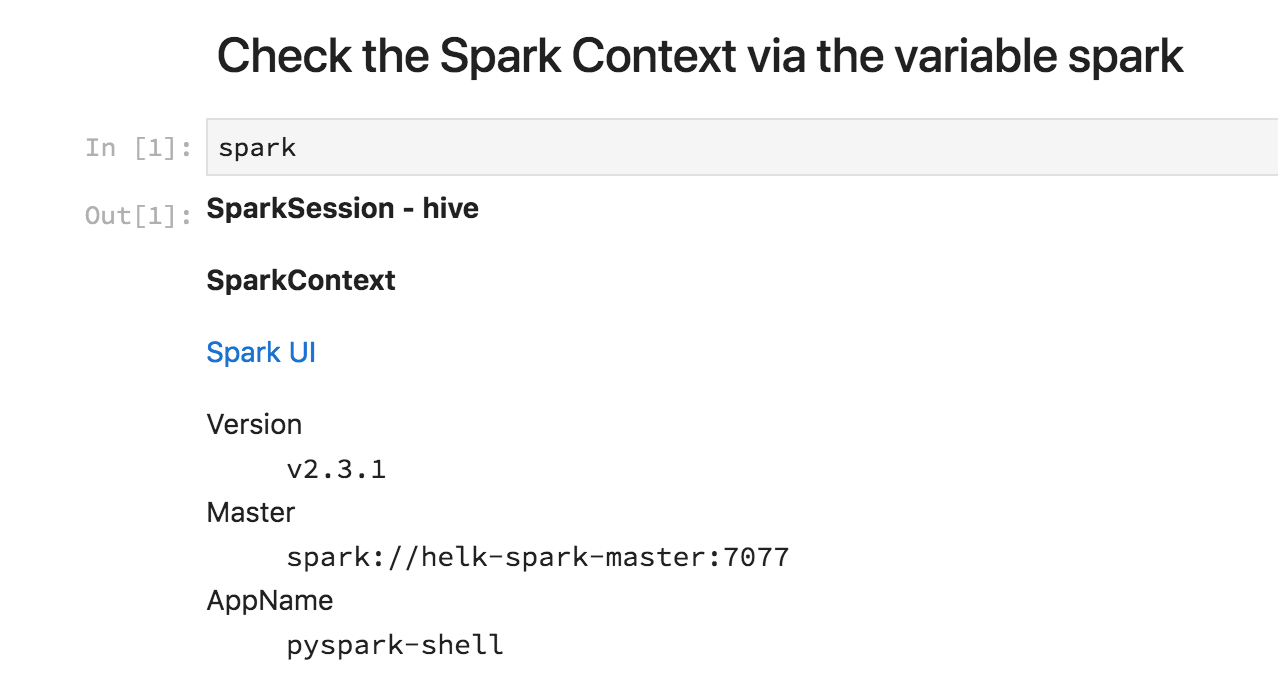 Check the Spark Context via the variable spark
In [1]: spark
Out[1]: SparkSession - hive
SparkContext
Spark UI
Version
v2.3.1
Master
spark://helk-spark-master:7077
AppName
pyspark-shell